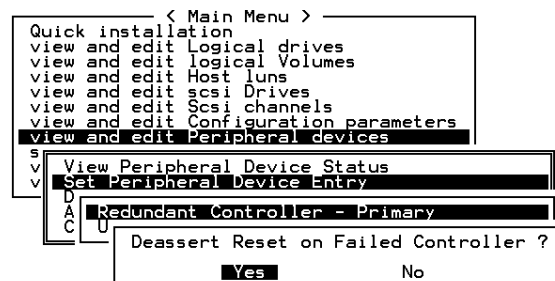 < Main Menu >
Quick installation
view and edit Logical drives
view and edit logical Volumes
view and edit Host luns
view and edit scsi Drives
view and edit Scsi channels
view and edit Configuration parameters
view and edit Peripheral devices
s
v
v
View Peripheral Device Status
Set Peripheral Device Entry
D
A
C
Redundant Controller - Primary
U
Deassert Reset on Failed Controller ?
Yes No